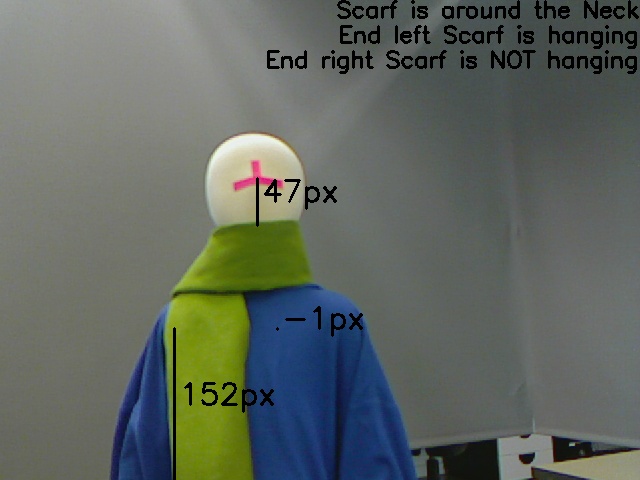 Scarf is around the Neck
End left Scarf is hanging
End right Scarf is NOT hanging
47px
.-1px
152px